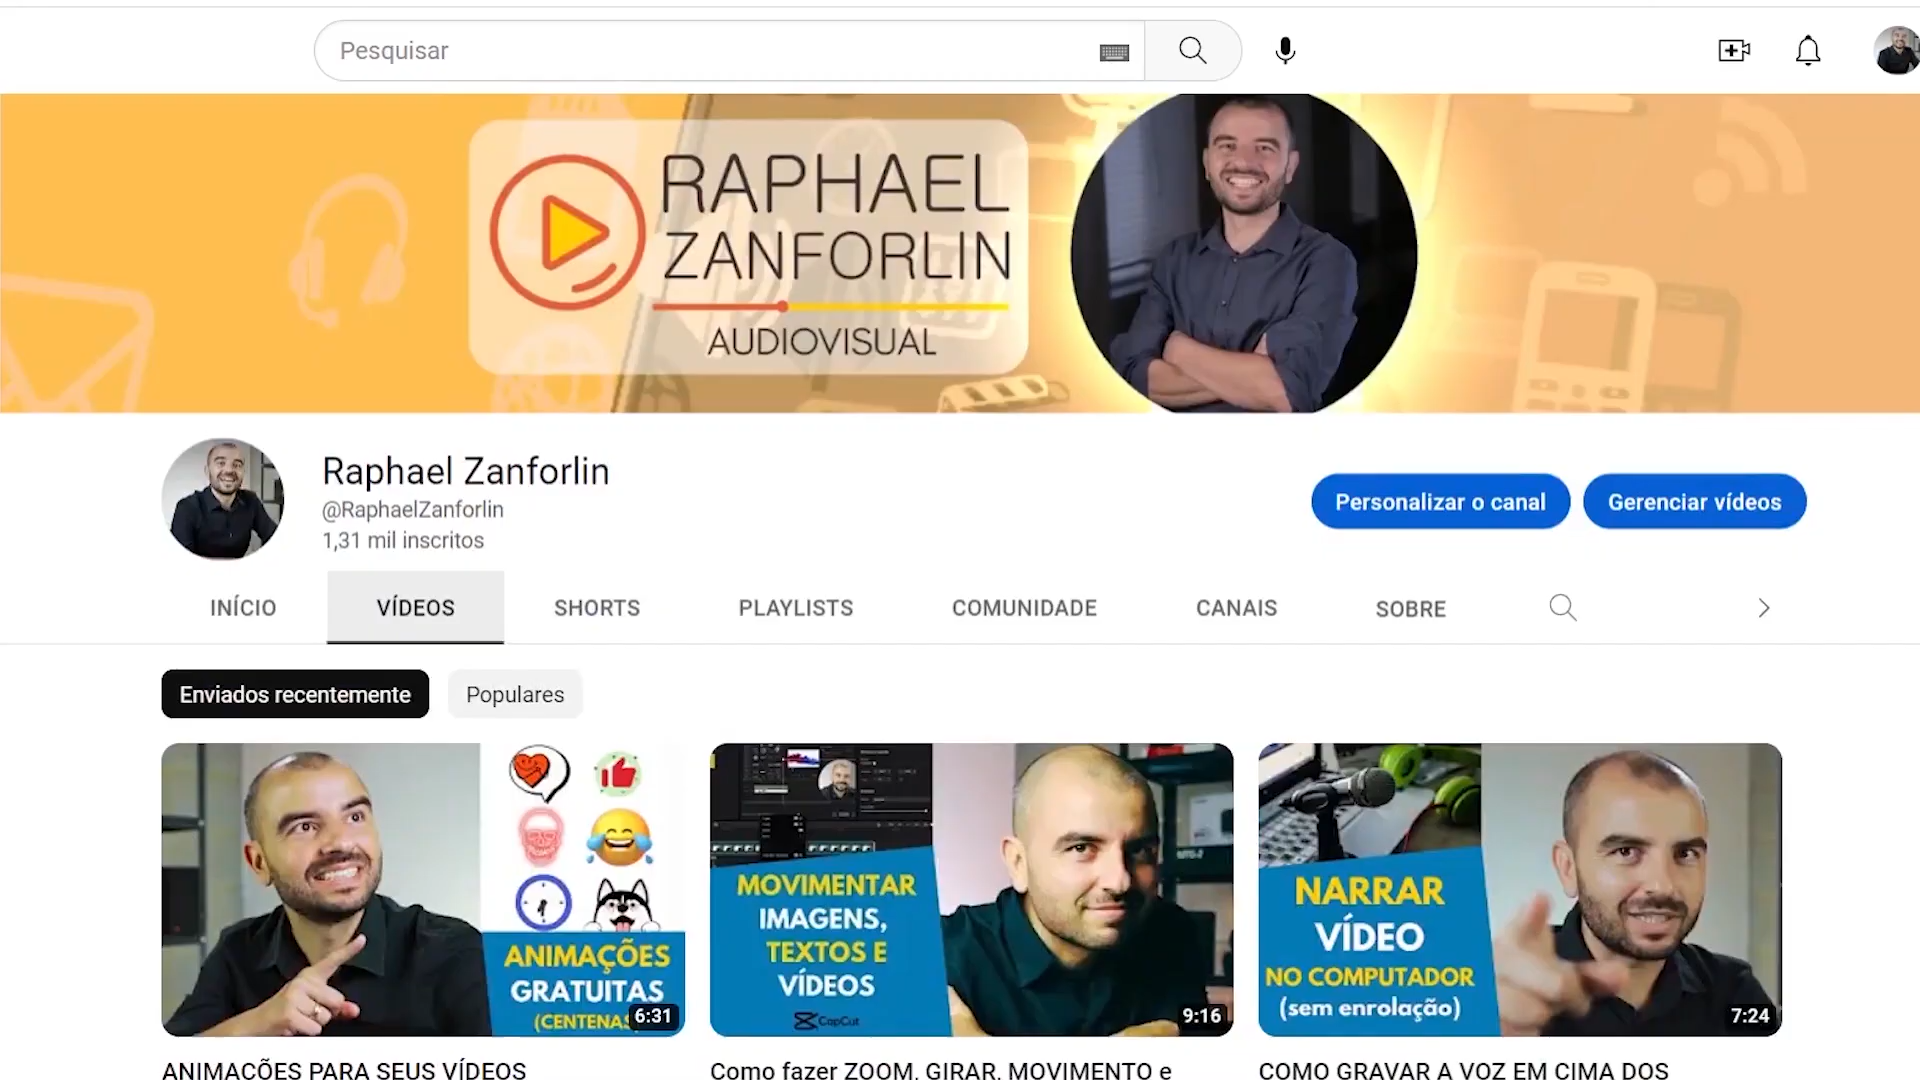 Pesquisar
RAPHAEL
ZANFORLIN
AUDIOVISUAL
Raphael Zanforlin
@RaphaelZanforlin
1,31 mil inscritos
Personalizar o canal
Gerenciar vídeos
INÍCIO
VÍDEOS
SHORTS
PLAYLISTS
COMUNIDADE
CANAIS
SOBRE
Enviados recentemente
Populares
ANIMAÇÕES
GRATUITAS
(CENTENAS
6:31
MOVIMENTAR
IMAGENS,
TEXTOS E
VÍDEOS
CapCut
9:16
NARRAR
VÍDEO
NO COMPUTADOR
(sem enrolação)
7:24
ANIMAÇÕES PARA SEUS VÍDEOS
Como fazer ZOOM, GIRAR, MOVIMENTO e
COMO GRAVAR A VOZ EM CIMA DOS